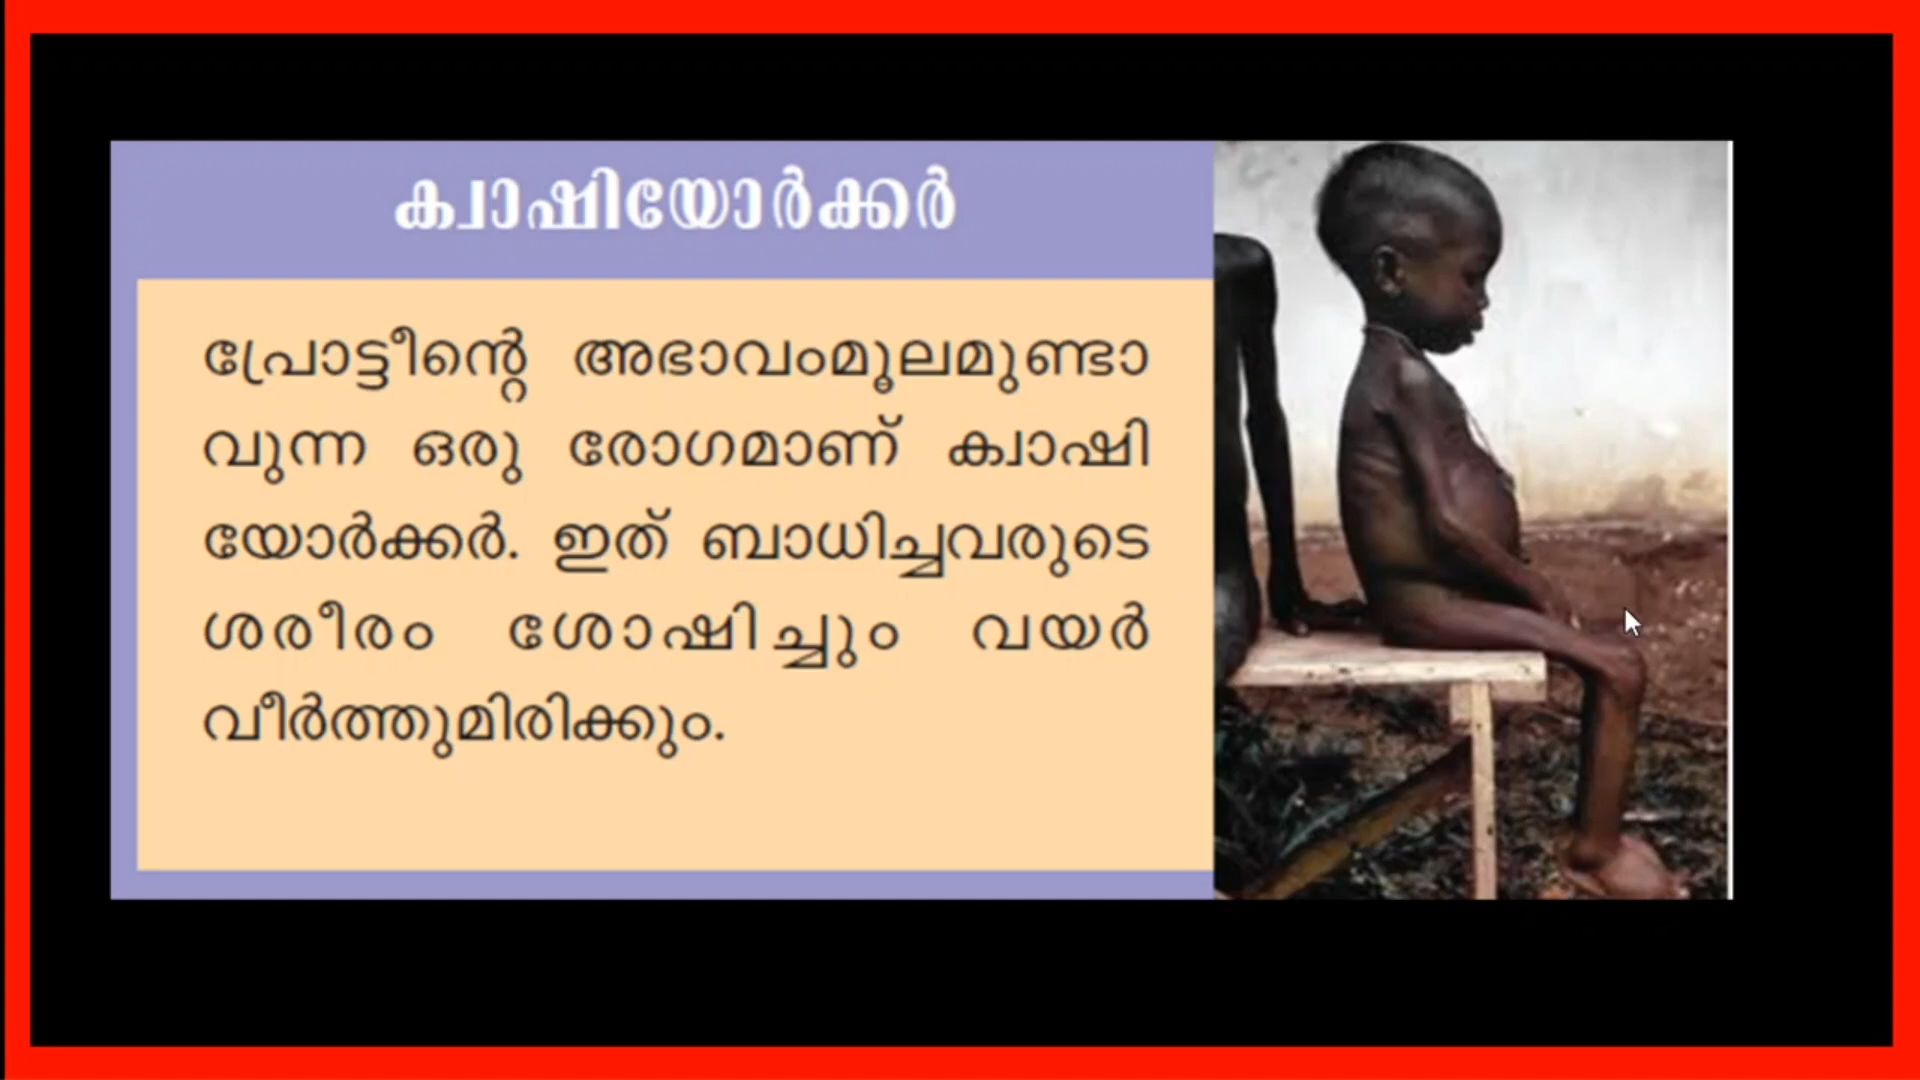 ക്വാഷിയോർക്കർ
പ്രോട്ടീന്റെ അഭാവംമൂലമുണ്ടാ
വുന്ന ഒരു രോഗമാണ് ക്വാഷി
യോർക്കർ. ഇത് ബാധിച്ചവരുടെ
ശരീരം ശോഷിച്ചും വയർ
വീർത്തുമിരിക്കും.